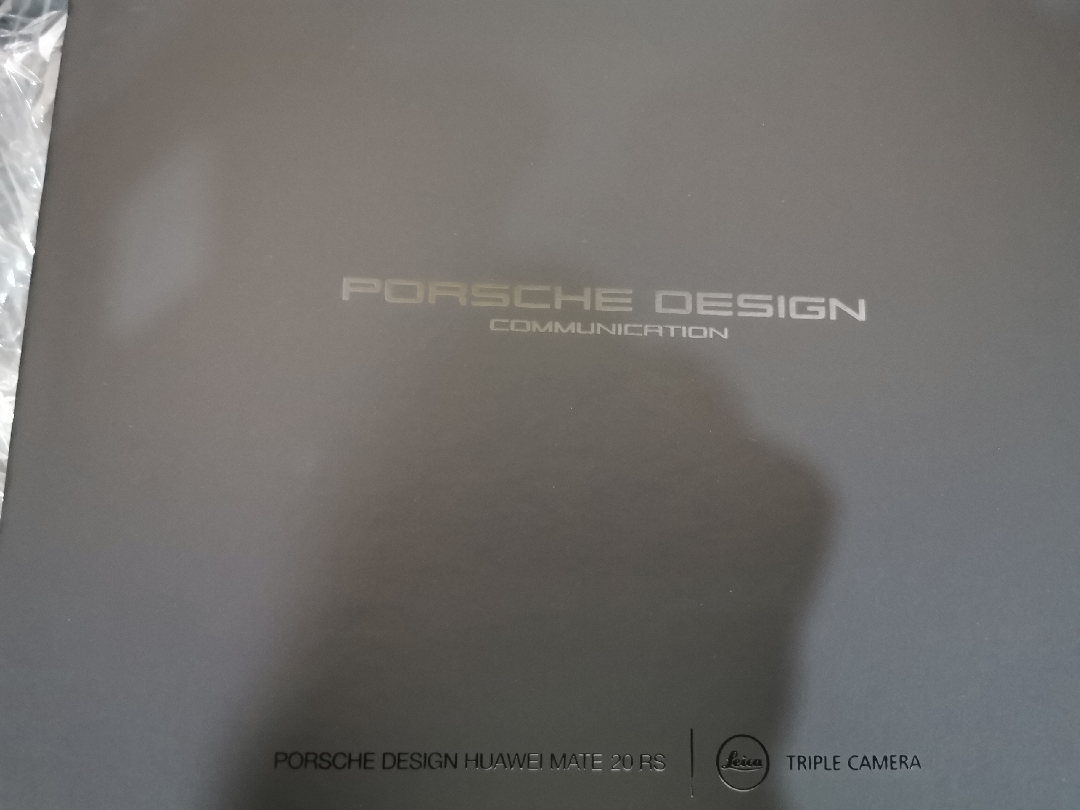 PORSCHE DESIGN
COMMUNICATION
PORSCHE DESIGN HUAWEI MATE 20 RS | Leica TRIPLE CAMERA